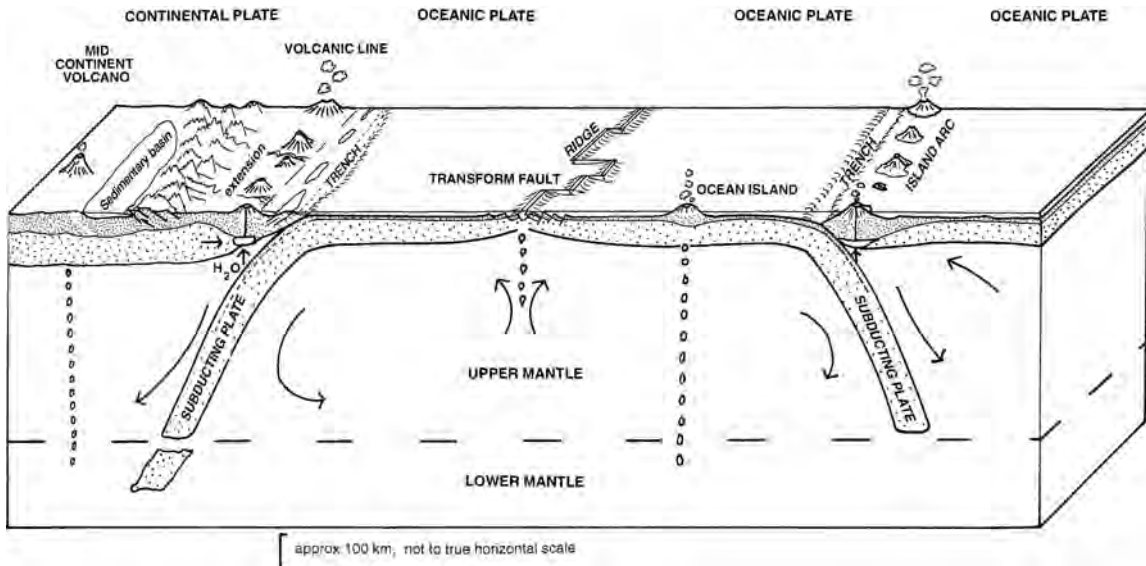 CONTINENTAL PLATE
OCEANIC PLATE
OCEANIC PLATE
OCEANIC PLATE
MID
CONTINENT
VOLCANO
VOLCANIC LINE
Sedimentary basin
extension
TRENCH
RIDGE
TRENCH
ISLAND ARC
TRANSFORM FAULT
OCEAN ISLAND
H2O
SUBDUCTING PLATE
SUBDUCTING PLATE
UPPER MANTLE
LOWER MANTLE
approx 100 km, not to true horizontal scale